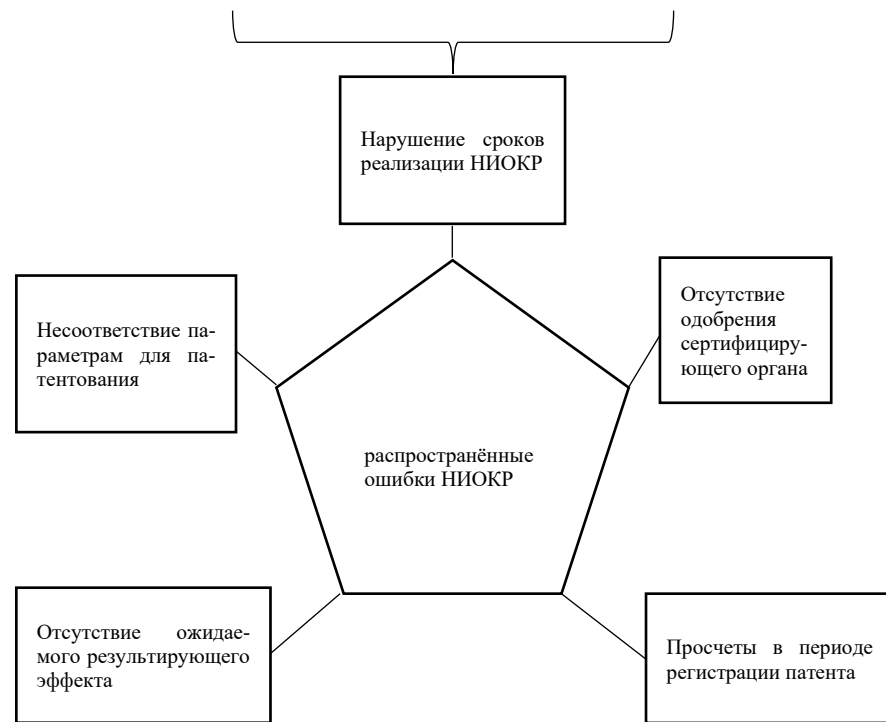 Нарушение сроков
реализации НИОКР
Несоответствие па-
раметрам для па-
тентования
Отсутствие
одобрения
сертифициру-
ющего органа
распространённые
ошибки НИОКР
Отсутствие ожидае-
мого результирующего
эффекта
Просчеты в периоде
регистрации патента